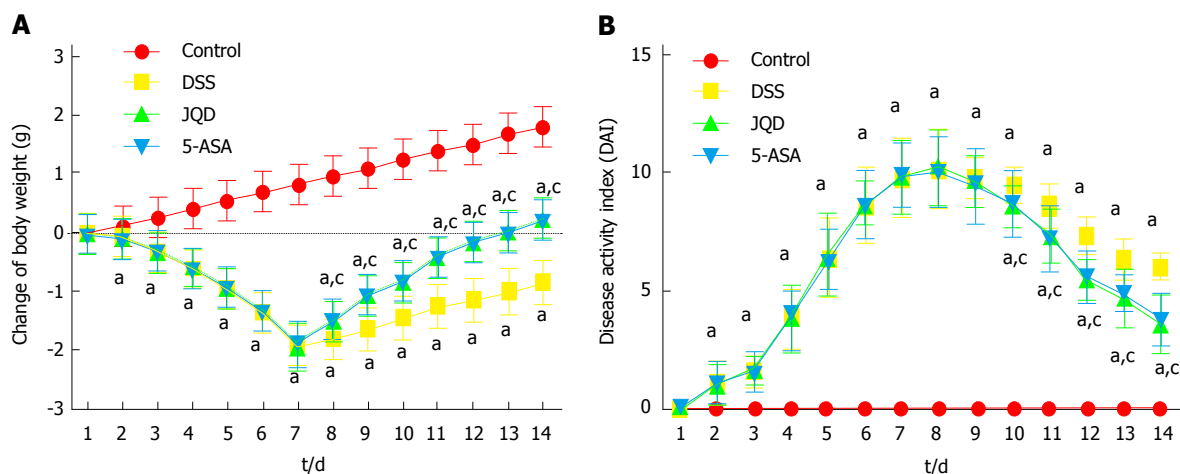 A
Change of body weight (g)
3
2
1
0
-1
-2
-3
Control
DSS
JQD
5-ASA
a
a
a
a
a
a
a
a
a
a
a
a
a
a,c
a,c
a,c
a,c
a,c
a,c
a,c
1 2 3 4 5 6 7 8 9 10 11 12 13 14
t/d
B
Disease activity index (DAI)
15
10
5
0
Control
DSS
JQD
5-ASA
a
a
a
a
a
a
a
a
a
a
a
a
a
a,c
a,c
a,c
a,c
a,c
1 2 3 4 5 6 7 8 9 10 11 12 13 14
t/d